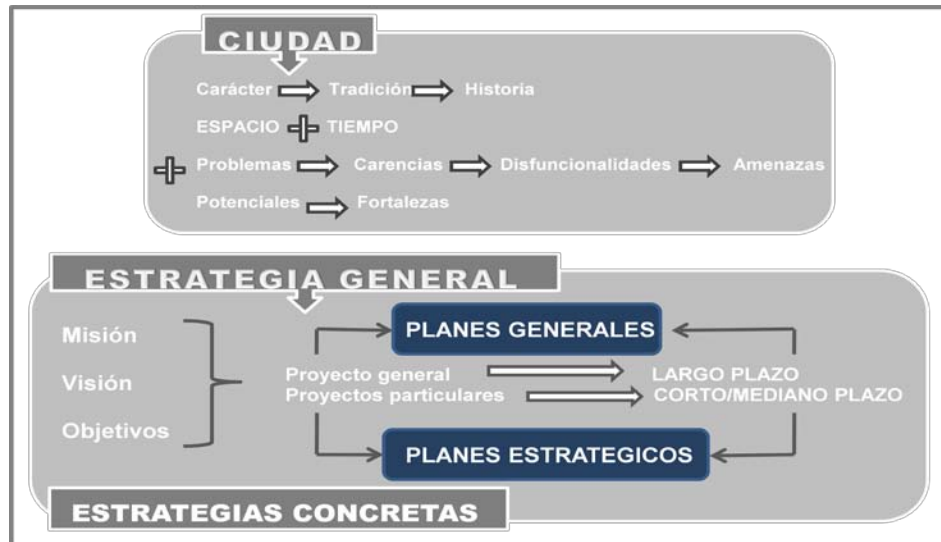 CIUDAD
Carácter Tradición Historia
ESPACIO TIEMPO
Problemas Carencias Disfuncionalidades Amenazas
Potenciales Fortalezas
ESTRATEGIA GENERAL
Misión
Visión
Objetivos
PLANES GENERALES
Proyecto general LARGO PLAZO
Proyectos particulares CORTO/MEDIANO PLAZO
PLANES ESTRATEGICOS
ESTRATEGIAS CONCRETAS